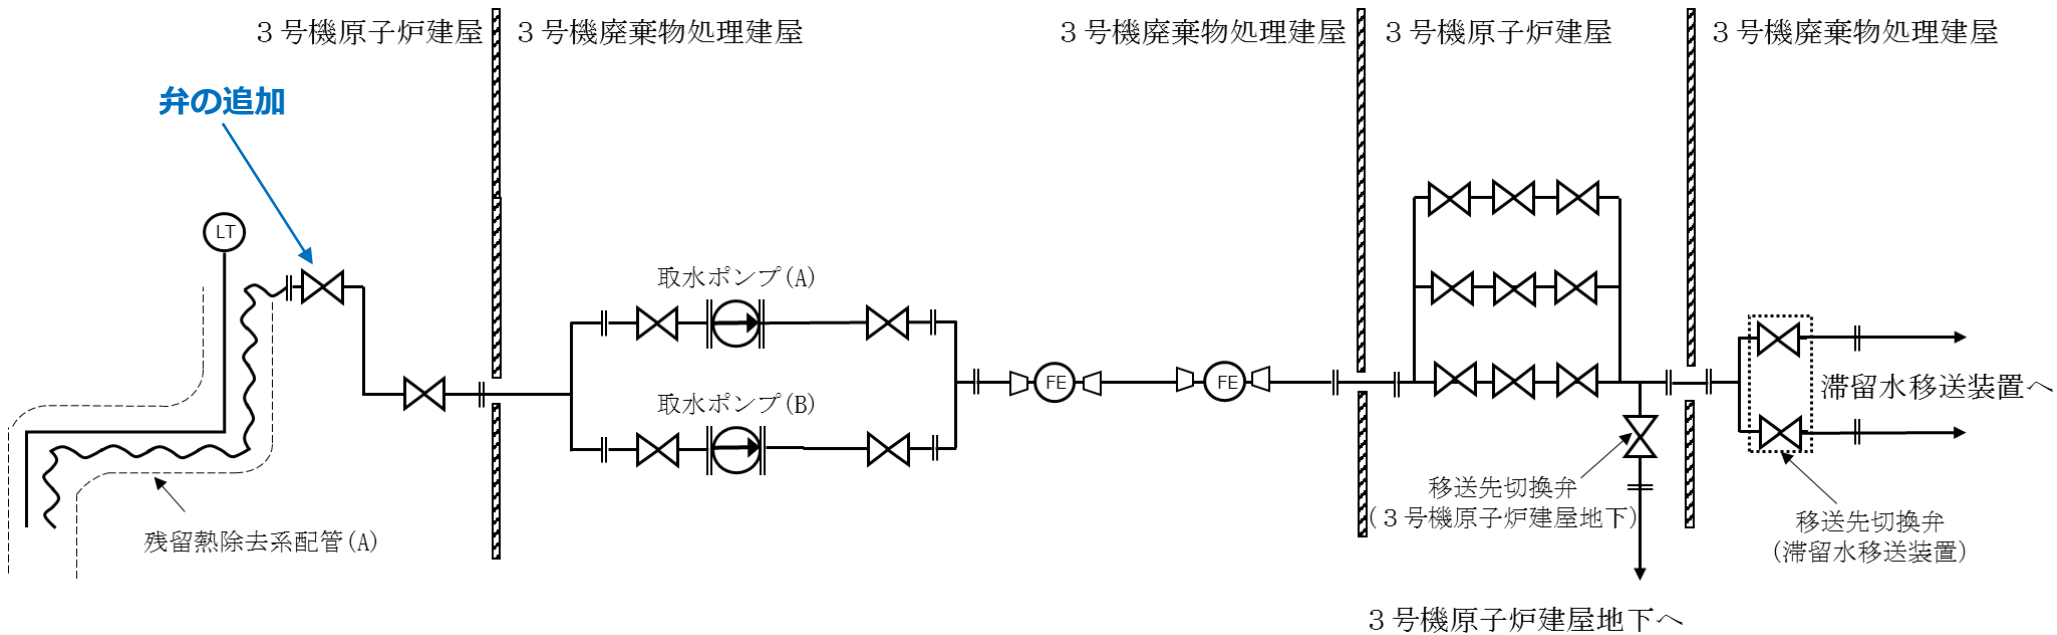 ３号機原子炉建屋
３号機廃棄物処理建屋
３号機廃棄物処理建屋
３号機原子炉建屋
３号機廃棄物処理建屋
弁の追加
LT
取水ポンプ(A)
取水ポンプ(B)
FE
FE
滞留水移送装置へ
移送先切換弁
(３号機原子炉建屋地下)
移送先切換弁
(滞留水移送装置)
残留熱除去系配管(A)
３号機原子炉建屋地下へ